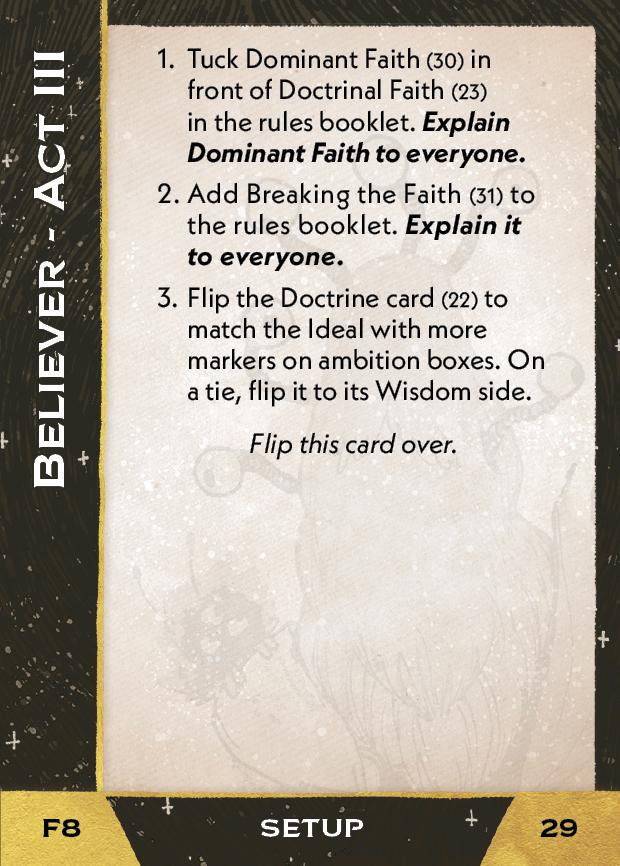 BELIEVER - ACT III
1. Tuck Dominant Faith (30) in
front of Doctrinal Faith (23)
in the rules booklet. Explain
Dominant Faith to everyone.
2. Add Breaking the Faith (31) to
the rules booklet. Explain it
to everyone.
3. Flip the Doctrine card (22) to
match the Ideal with more
markers on ambition boxes. On
a tie, flip it to its Wisdom side.
Flip this card over.
F8
SETUP
29